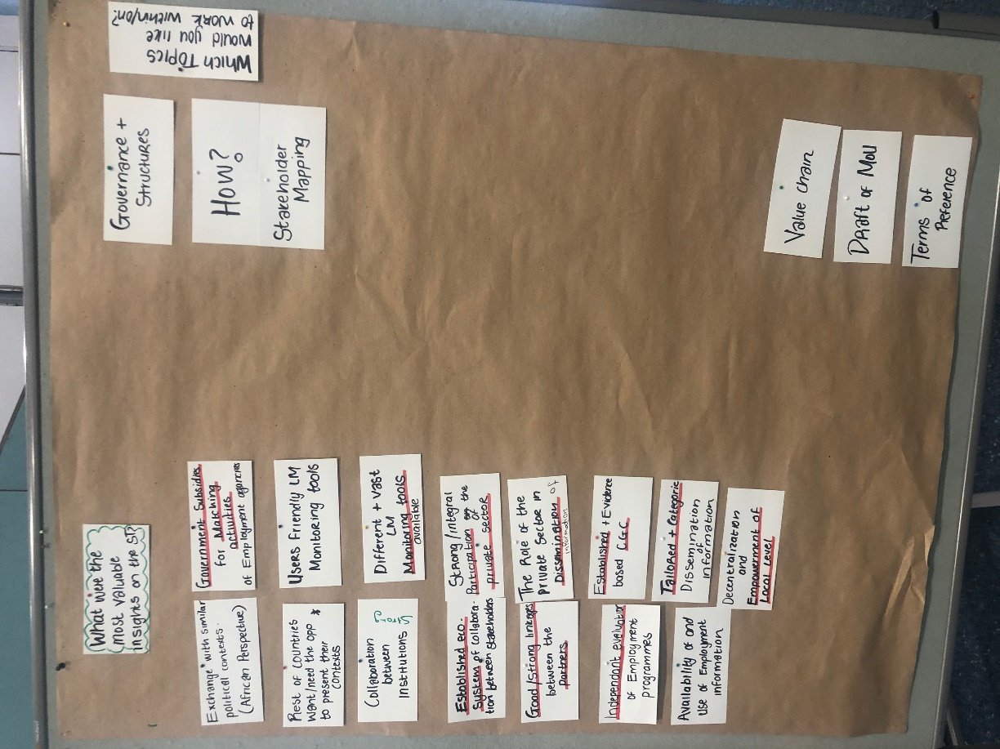 What were the
most valuable
insights on the ST
Exchange with similar
political contexts.
(African Perspective)
Rest of countries
want/need the opp *
to present their
contexts
Collaboration
between
Institutions
Established eco-
system of collabora
tion between stakeholders
Good/strong linkages
between the
Partners
Independent evaluation
of Employment
programmes
Availability of and
Use of Employment
information
Government Subsidies
for Matching
activities
of Employment agencies
Users Friendly LM
Monitoring tools
Different + vast
LM
Monitoring tools
available
Strong/integral
Participation of the
private sector
The Role of the
private Sector in
Dissemination of
information
Established + Evidence
based C.G.C
Tailored + Categoric
Dissemination
of
information
Decentralization
and
Empowerment of
Local Level
Which Topics
would you like
to work within/on?
Governance +
Structures
How?
Stakeholder
Mapping
Value chain
Draft of MoU
Terms of
Reference